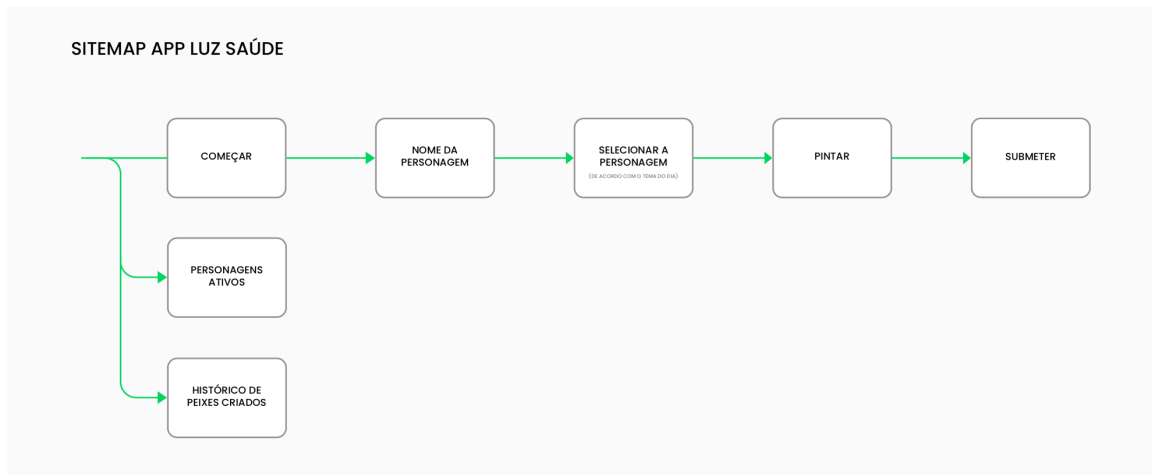 SITEMAP APP LUZ SAÚDE
COMEÇAR
NOME DA
PERSONAGEM
SELECIONAR A
PERSONAGEM
(DE ACORDO COM O TEMA DO DIA)
PINTAR
SUBMETER
PERSONAGENS
ATIVOS
HISTÓRICO DE
PEIXES CRIADOS